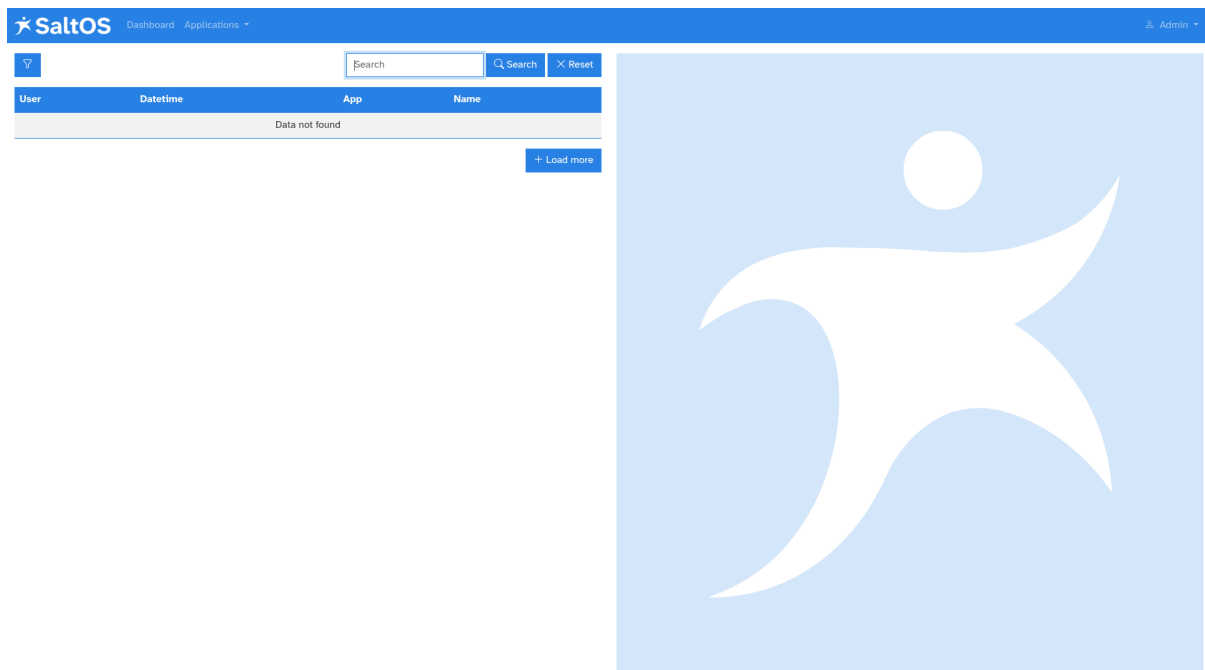 SaltOS Dashboard Applications Admin
Search Search Reset
User Datetime App Name
Data not found
Load more